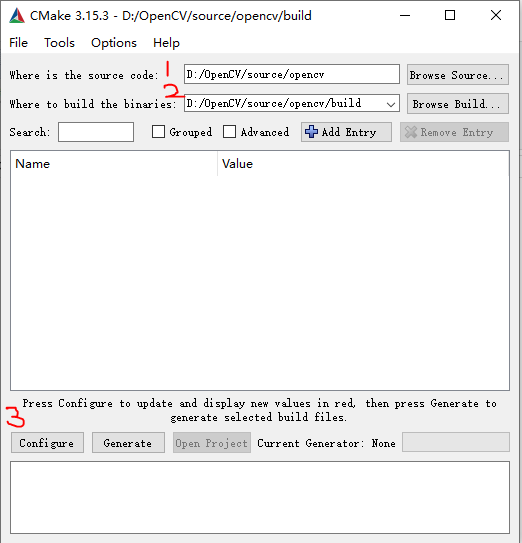 CMake 3.15.3 - D:/OpenCV/source/opencv/build
File Tools Options Help
Where is the source code: 1 D:/OpenCV/source/opencv Browse Source...
2
Where to build the binaries: D:/OpenCV/source/opencv/build Browse Build...
Search: Grouped Advanced Add Entry Remove Entry
Name Value
Press Configure to update and display new values in red, then press Generate to
generate selected build files.
3
Configure Generate Open Project Current Generator: None